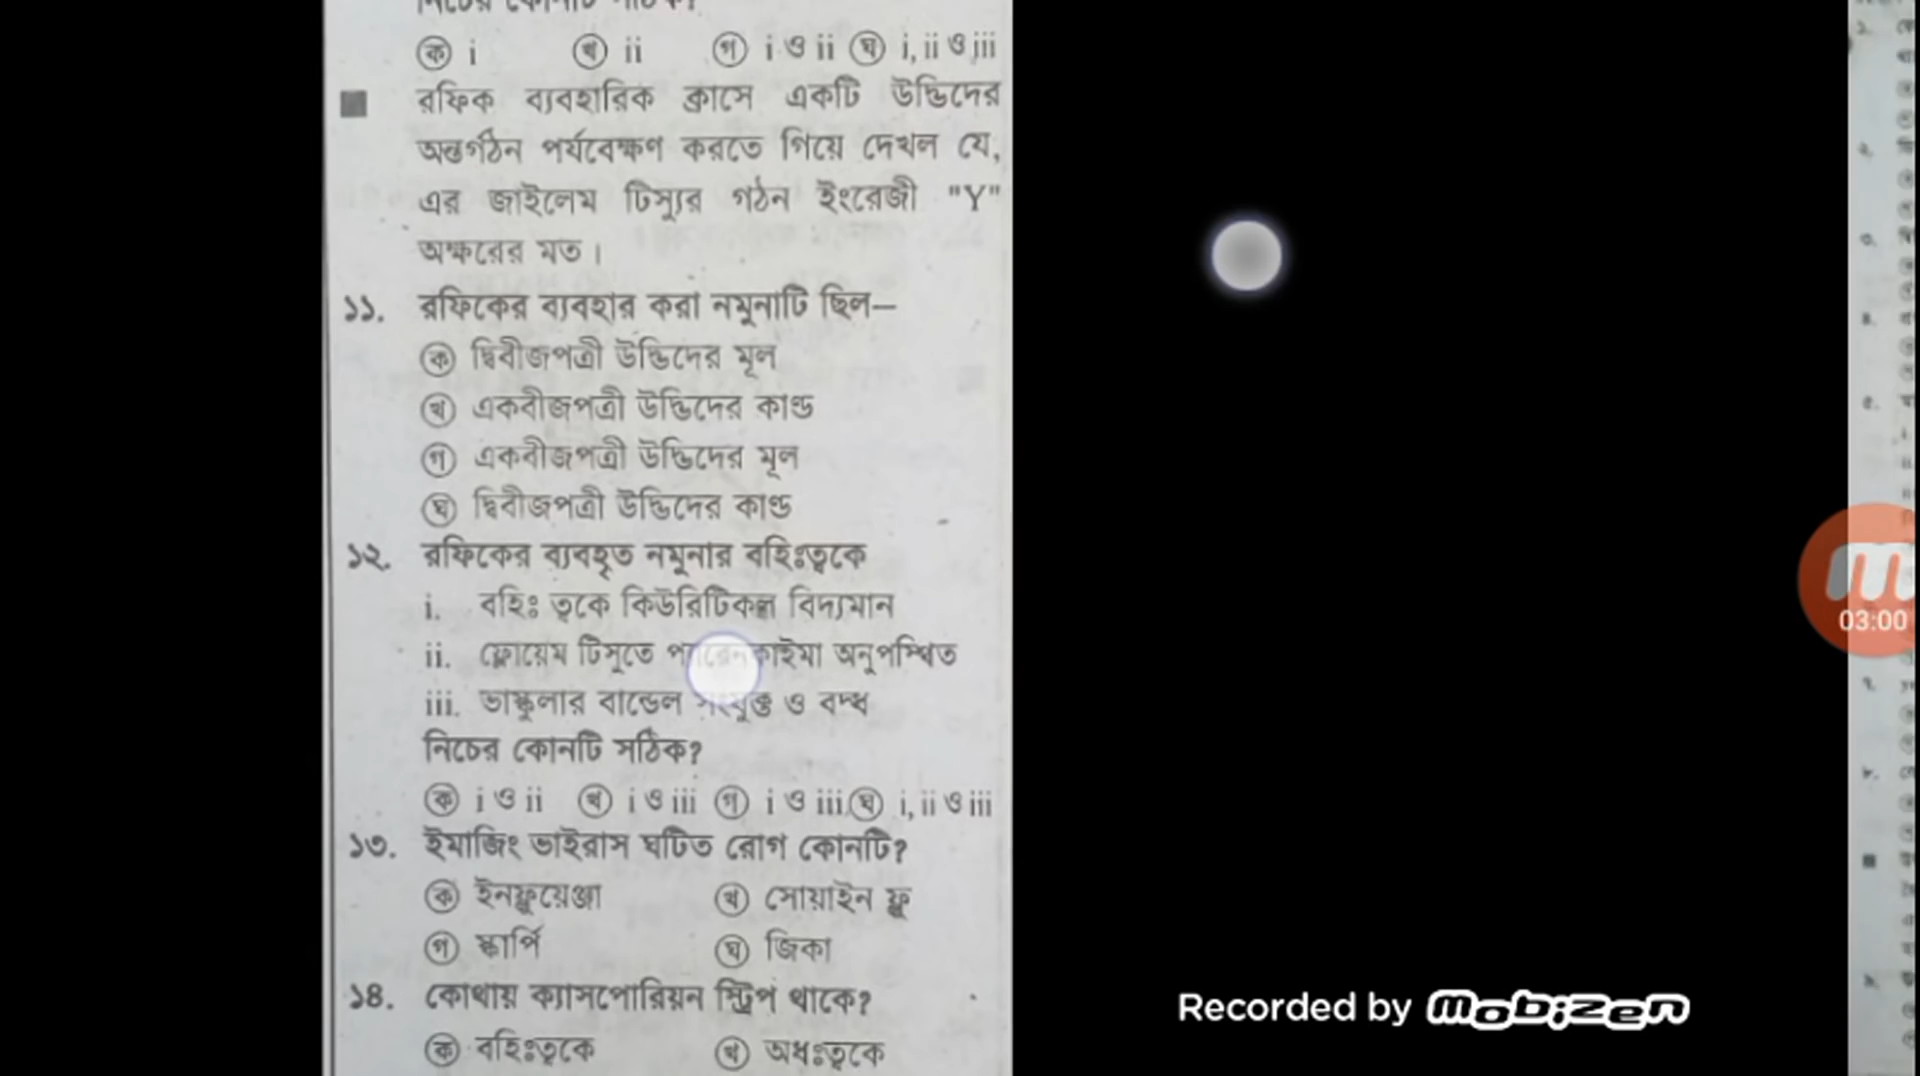 ক i খ ii গ i ও ii ঘ i, ii ও iii
রফিক ব্যবহারিক ক্লাসে একটি উদ্ভিদের
অন্তর্গঠন পর্যবেক্ষণ করতে গিয়ে দেখল যে,
এর জাইলেম টিস্যুর গঠন ইংরেজী "Y"
অক্ষরের মত।
১১. রফিকের ব্যবহার করা নমুনাটি ছিল–
ক দ্বিবীজপত্রী উদ্ভিদের মূল
খ একবীজপত্রী উদ্ভিদের কাণ্ড
গ একবীজপত্রী উদ্ভিদের মূল
ঘ দ্বিবীজপত্রী উদ্ভিদের কাণ্ড
১২. রফিকের ব্যবহৃত নমুনার বহিঃত্বকে
i. বহিঃ ত্বকে কিউরিটিকল বিদ্যমান
ii. ফ্লোয়েম টিসুতে প্যারেনকাইমা অনুপস্থিত
iii. ভাস্কুলার বান্ডেল সংযুক্ত ও বদ্ধ
নিচের কোনটি সঠিক?
ক i ও ii খ i ও iii গ i ও iii ঘ i, ii ও iii
১৩. ইমার্জিং ভাইরাস ঘটিত রোগ কোনটি?
ক ইনফ্লুয়েঞ্জা খ সোয়াইন ফ্লু
গ স্কার্পি ঘ জিকা
১৪. কোথায় ক্যাসপোরিয়ন স্ট্রিপ থাকে?
ক বহিঃত্বকে খ অধঃত্বকে
03:00
Recorded by mobizen